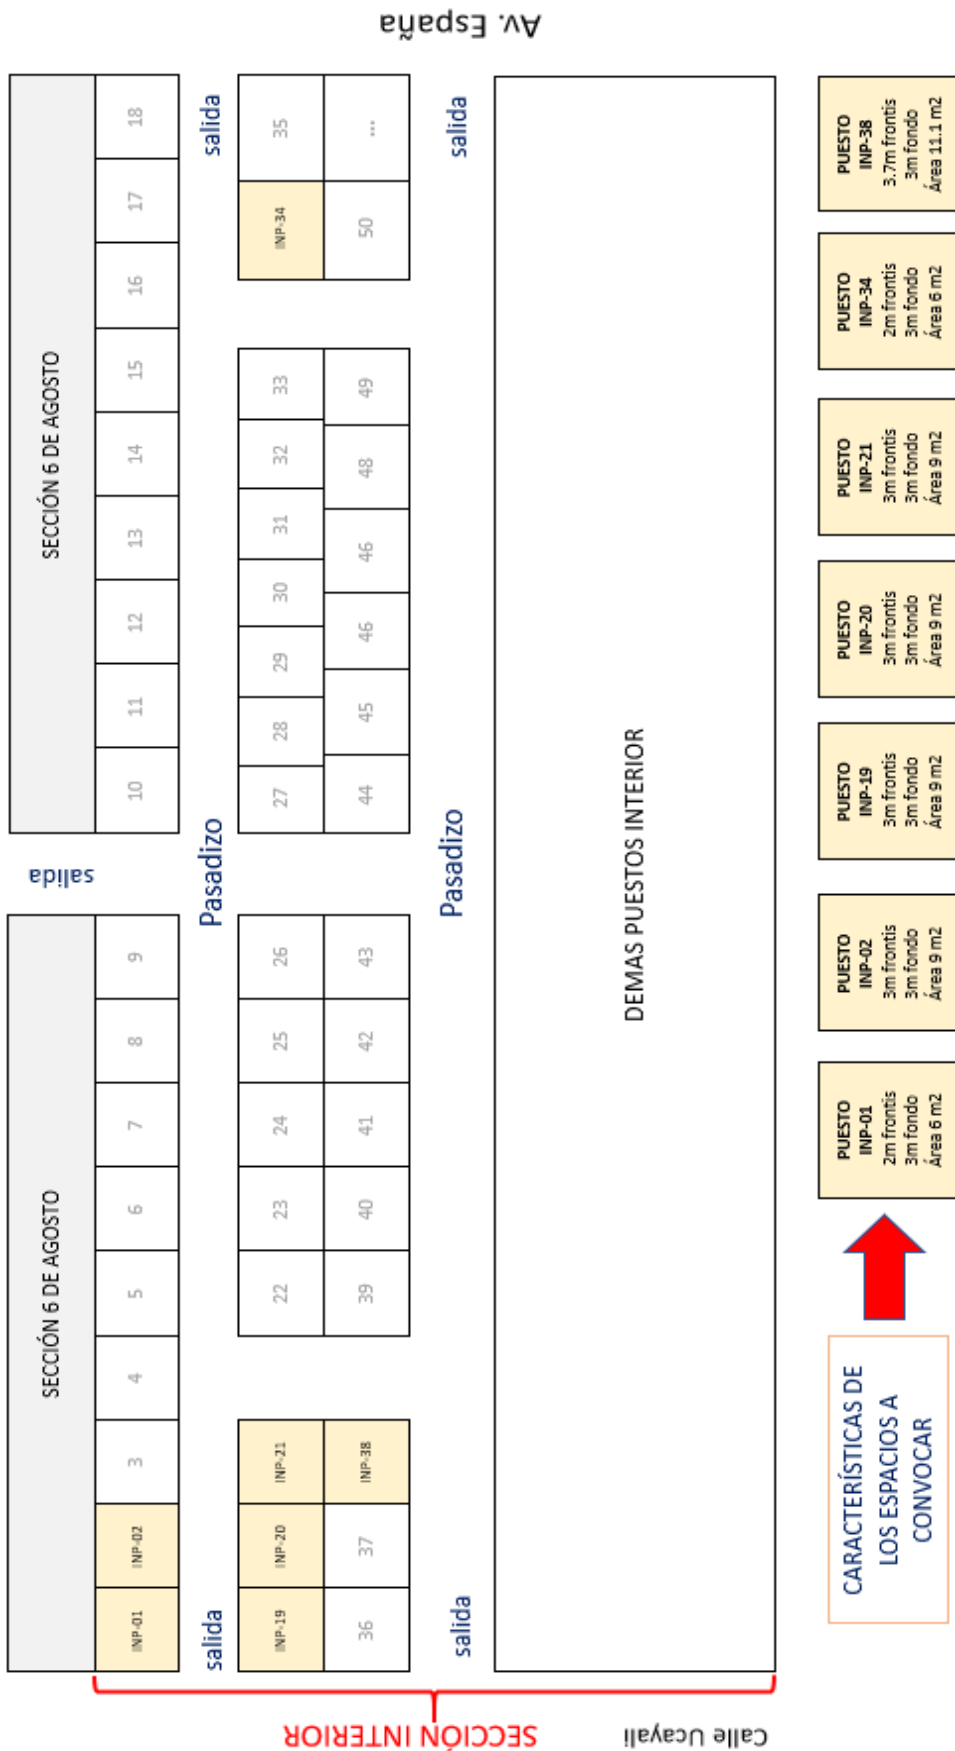 SECCIÓN 6 DE AGOSTO
SECCIÓN 6 DE AGOSTO
INP-01
INP-02
3
4
5
6
7
8
9
salida
10
11
12
13
14
15
16
17
18
salida
Pasadizo
salida
INP-19
INP-20
INP-21
22
23
24
25
26
27
28
29
30
31
32
33
INP-34
35
36
37
INP-38
39
40
41
42
43
44
45
46
46
48
49
50
...
salida
Pasadizo
salida
DEMAS PUESTOS INTERIOR
SECCIÓN INTERIOR
Calle Ucayali
Av. España
CARACTERÍSTICAS DE
LOS ESPACIOS A
CONVOCAR
PUESTO
INP-01
2m frontis
3m fondo
Área 6 m2
PUESTO
INP-02
3m frontis
3m fondo
Área 9 m2
PUESTO
INP-19
3m frontis
3m fondo
Área 9 m2
PUESTO
INP-20
3m frontis
3m fondo
Área 9 m2
PUESTO
INP-21
3m frontis
3m fondo
Área 9 m2
PUESTO
INP-34
2m frontis
3m fondo
Área 6 m2
PUESTO
INP-38
3.7m frontis
3m fondo
Área 11.1 m2